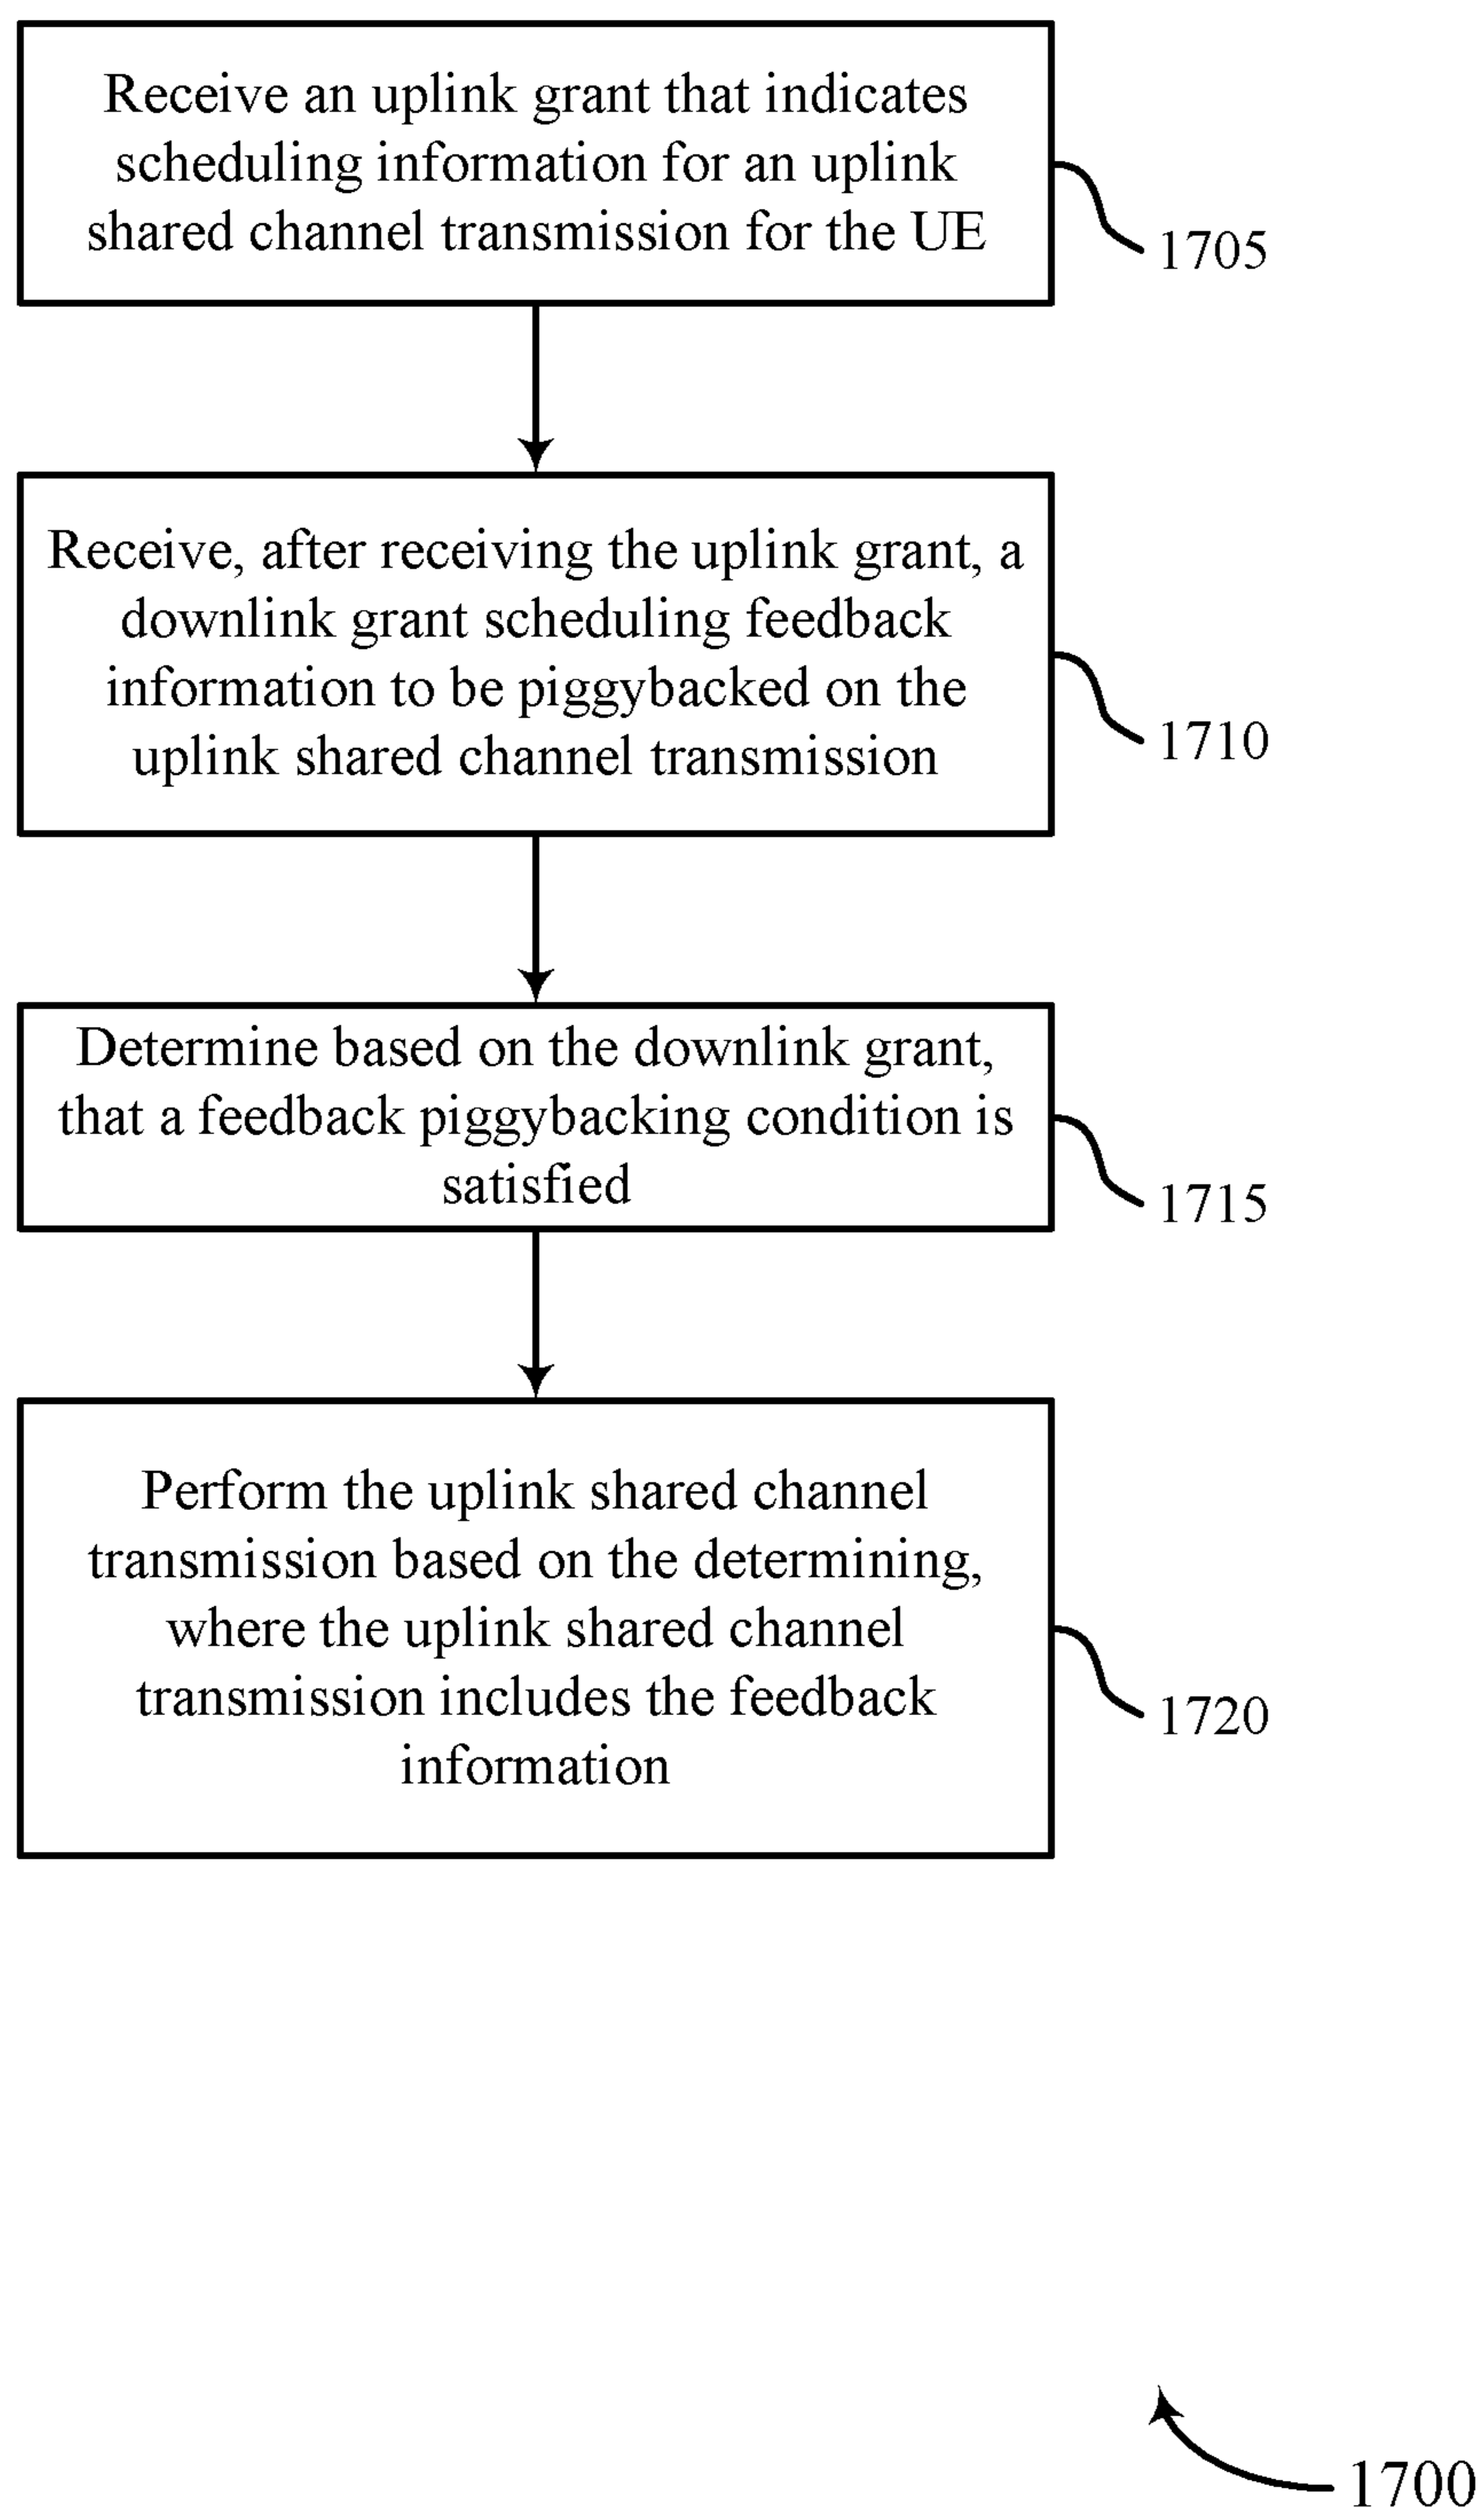 Receive an uplink grant that indicates
scheduling information for an uplink
shared channel transmission for the UE
1705
Receive, after receiving the uplink grant, a
downlink grant scheduling feedback
information to be piggybacked on the
uplink shared channel transmission
1710
Determine based on the downlink grant,
that a feedback piggybacking condition is
satisfied
1715
Perform the uplink shared channel
transmission based on the determining,
where the uplink shared channel
transmission includes the feedback
information
1720
1700